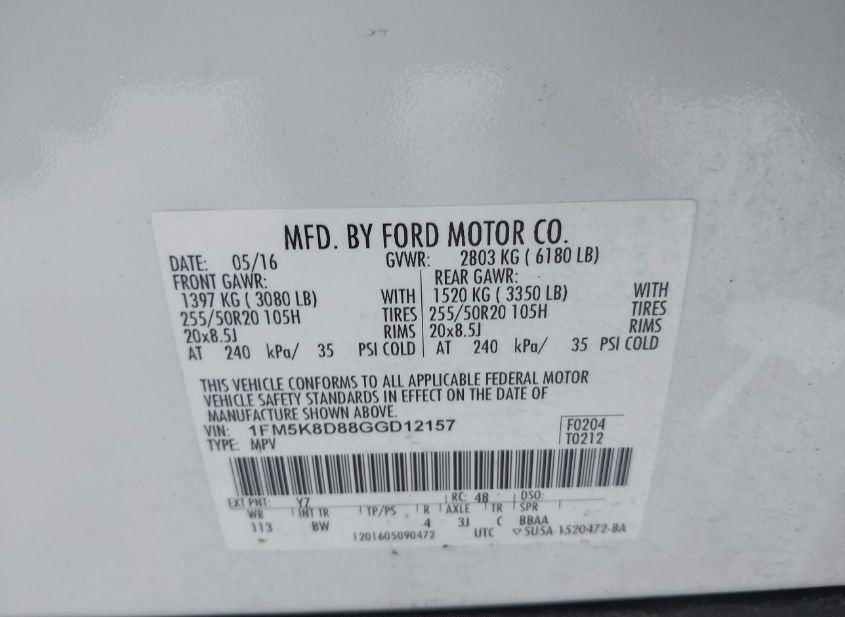 MFD. BY FORD MOTOR CO.
DATE: 05/16 GVWR: 2803 KG ( 6180 LB)
FRONT GAWR: REAR GAWR:
1397 KG ( 3080 LB) WITH 1520 KG ( 3350 LB) WITH
255/50R20 105H TIRES 255/50R20 105H TIRES
20x8.5J RIMS 20x8.5J RIMS
AT 240 kPa/ 35 PSI COLD AT 240 kPa/ 35 PSI COLD
THIS VEHICLE CONFORMS TO ALL APPLICABLE FEDERAL MOTOR
VEHICLE SAFETY STANDARDS IN EFFECT ON THE DATE OF
MANUFACTURE SHOWN ABOVE.
VIN: 1FM5K8D88GGD12157 F0204
TYPE: MPV T0212
EXT PNT: YZ RC: 48 DSO:
WB INT TR TP/PS R AXLE TR SPR
113 BW 4 3J C BBAA
1201605090472 UTC ▽5U5A-1520472-BA